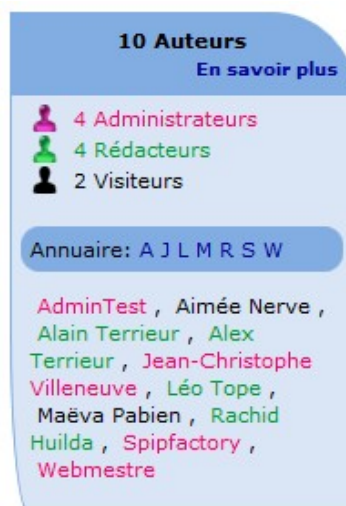 10 Auteurs
En savoir plus
4 Administrateurs
4 Rédacteurs
2 Visiteurs
Annuaire: A J L M R S W
AdminTest , Aimée Nerve ,
Alain Terrieur , Alex
Terrieur , Jean-Christophe
Villeneuve , Léo Tope ,
Maëva Pabien , Rachid
Huilda , Spipfactory ,
Webmestre